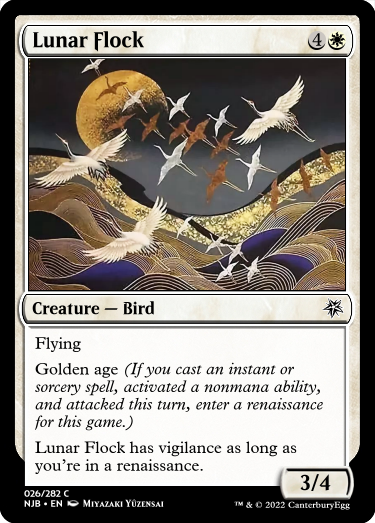 Lunar Flock 4
Creature — Bird
Flying
Golden age (If you cast an instant or
sorcery spell, activated a nonmana ability,
and attacked this turn, enter a renaissance
for this game.)
Lunar Flock has vigilance as long as
you're in a renaissance.
3/4
026/282 C
NJB • EN Miyazaki Yūzensai
™ & © 2022 CanterburyEgg